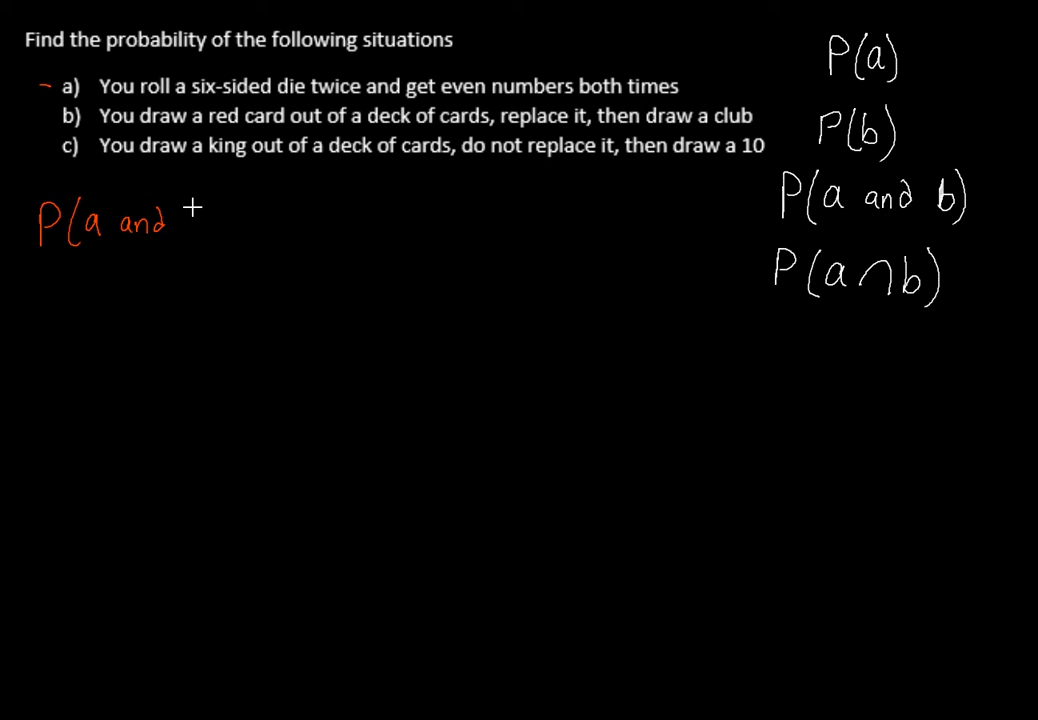 Find the probability of the following situations
a) You roll a six-sided die twice and get even numbers both times
b) You draw a red card out of a deck of cards, replace it, then draw a club
c) You draw a king out of a deck of cards, do not replace it, then draw a 10
P(a and
P(a)
P(b)
P(a and b)
P(a∩b)